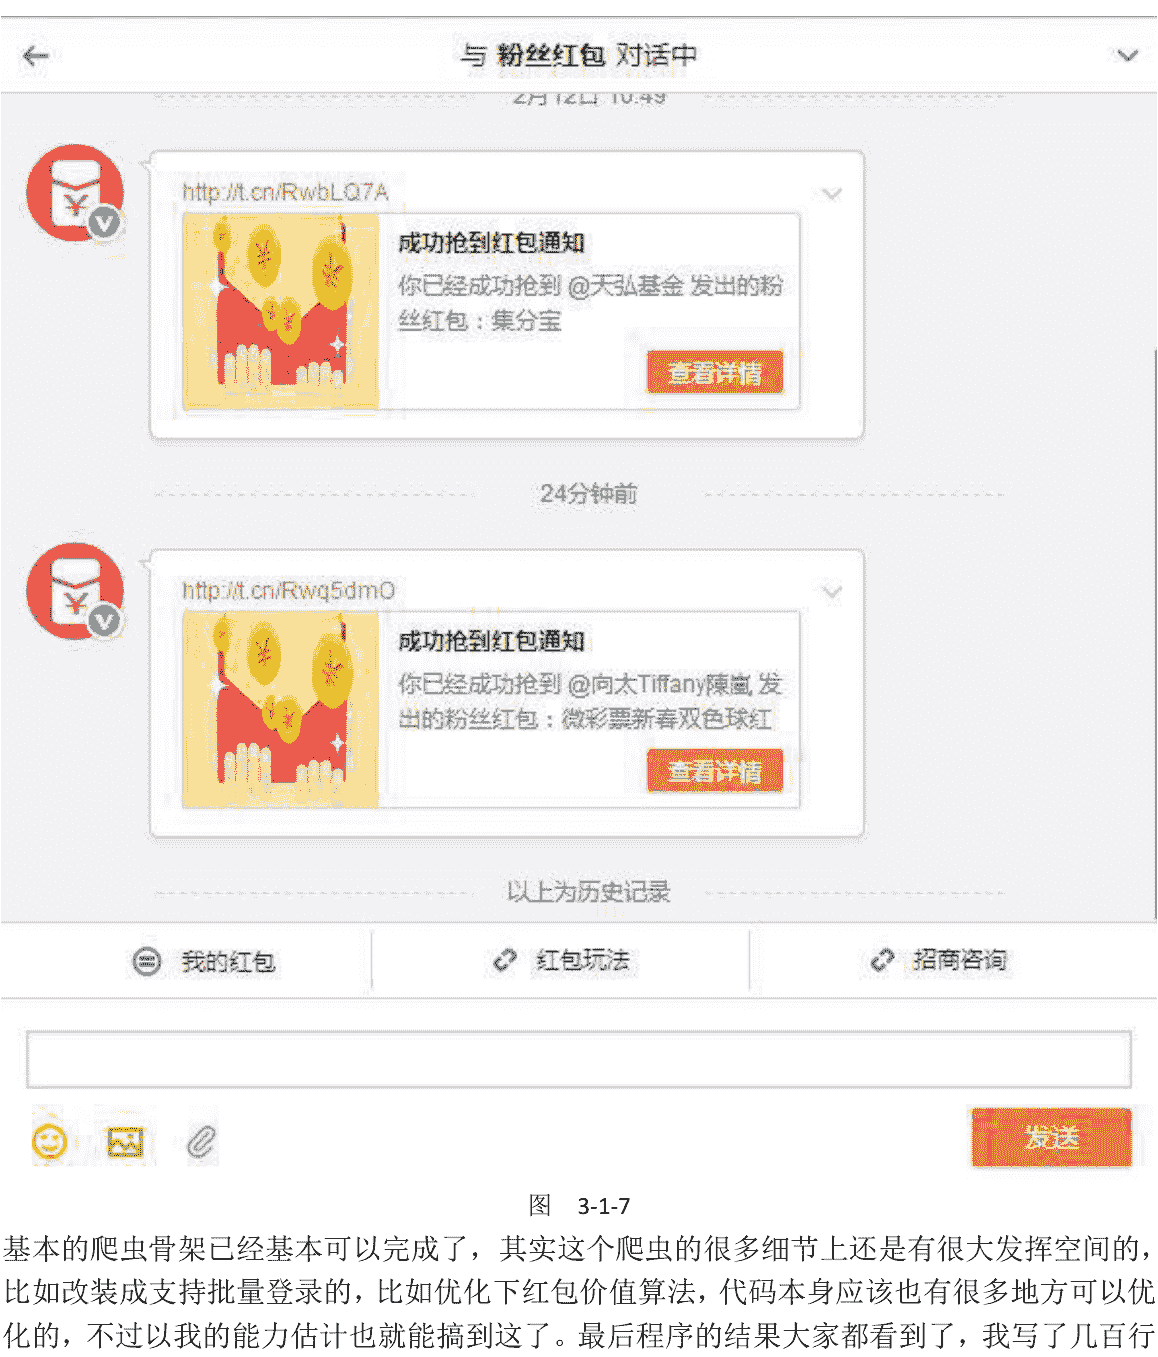 与 粉丝红包 对话中
2月12日 10:49
http://t.cn/RwbLQ7A
成功抢到红包通知
你已经成功抢到 @天弘基金 发出的粉
丝红包：集分宝
查看详情
24分钟前
http://t.cn/Rwq5dmO
成功抢到红包通知
你已经成功抢到 @向太Tiffany陳嵐 发
出的粉丝红包：微彩票新春双色球红
查看详情
以上为历史记录
我的红包
红包玩法
招商咨询
发送
图 3-1-7
基本的爬虫骨架已经基本可以完成了，其实这个爬虫的很多细节上还是有很大发挥空间的，
比如改装成支持批量登录的，比如优化下红包价值算法，代码本身应该也有很多地方可以优
化的，不过以我的能力估计也就能搞到这了。最后程序的结果大家都看到了，我写了几百行